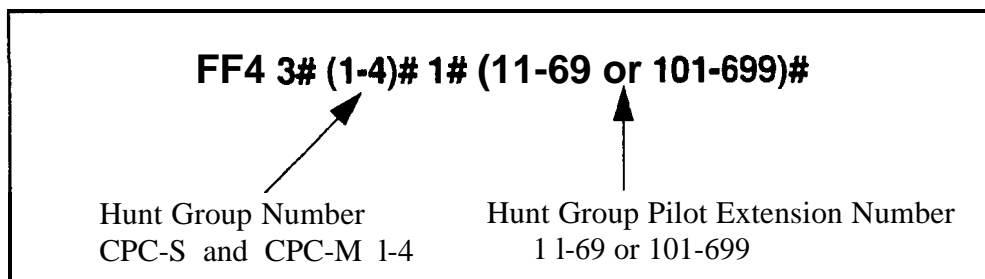 FF4 3# (1-4)# 1# (11-69 or 101-699)#
Hunt Group Number
CPC-S and CPC-M l-4
Hunt Group Pilot Extension Number
1 l-69 or 101-699